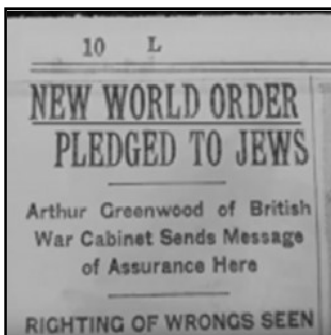 10 L
NEW WORLD ORDER
PLEDGED TO JEWS
Arthur Greenwood of British
War Cabinet Sends Message
of Assurance Here
RIGHTING OF WRONGS SEEN